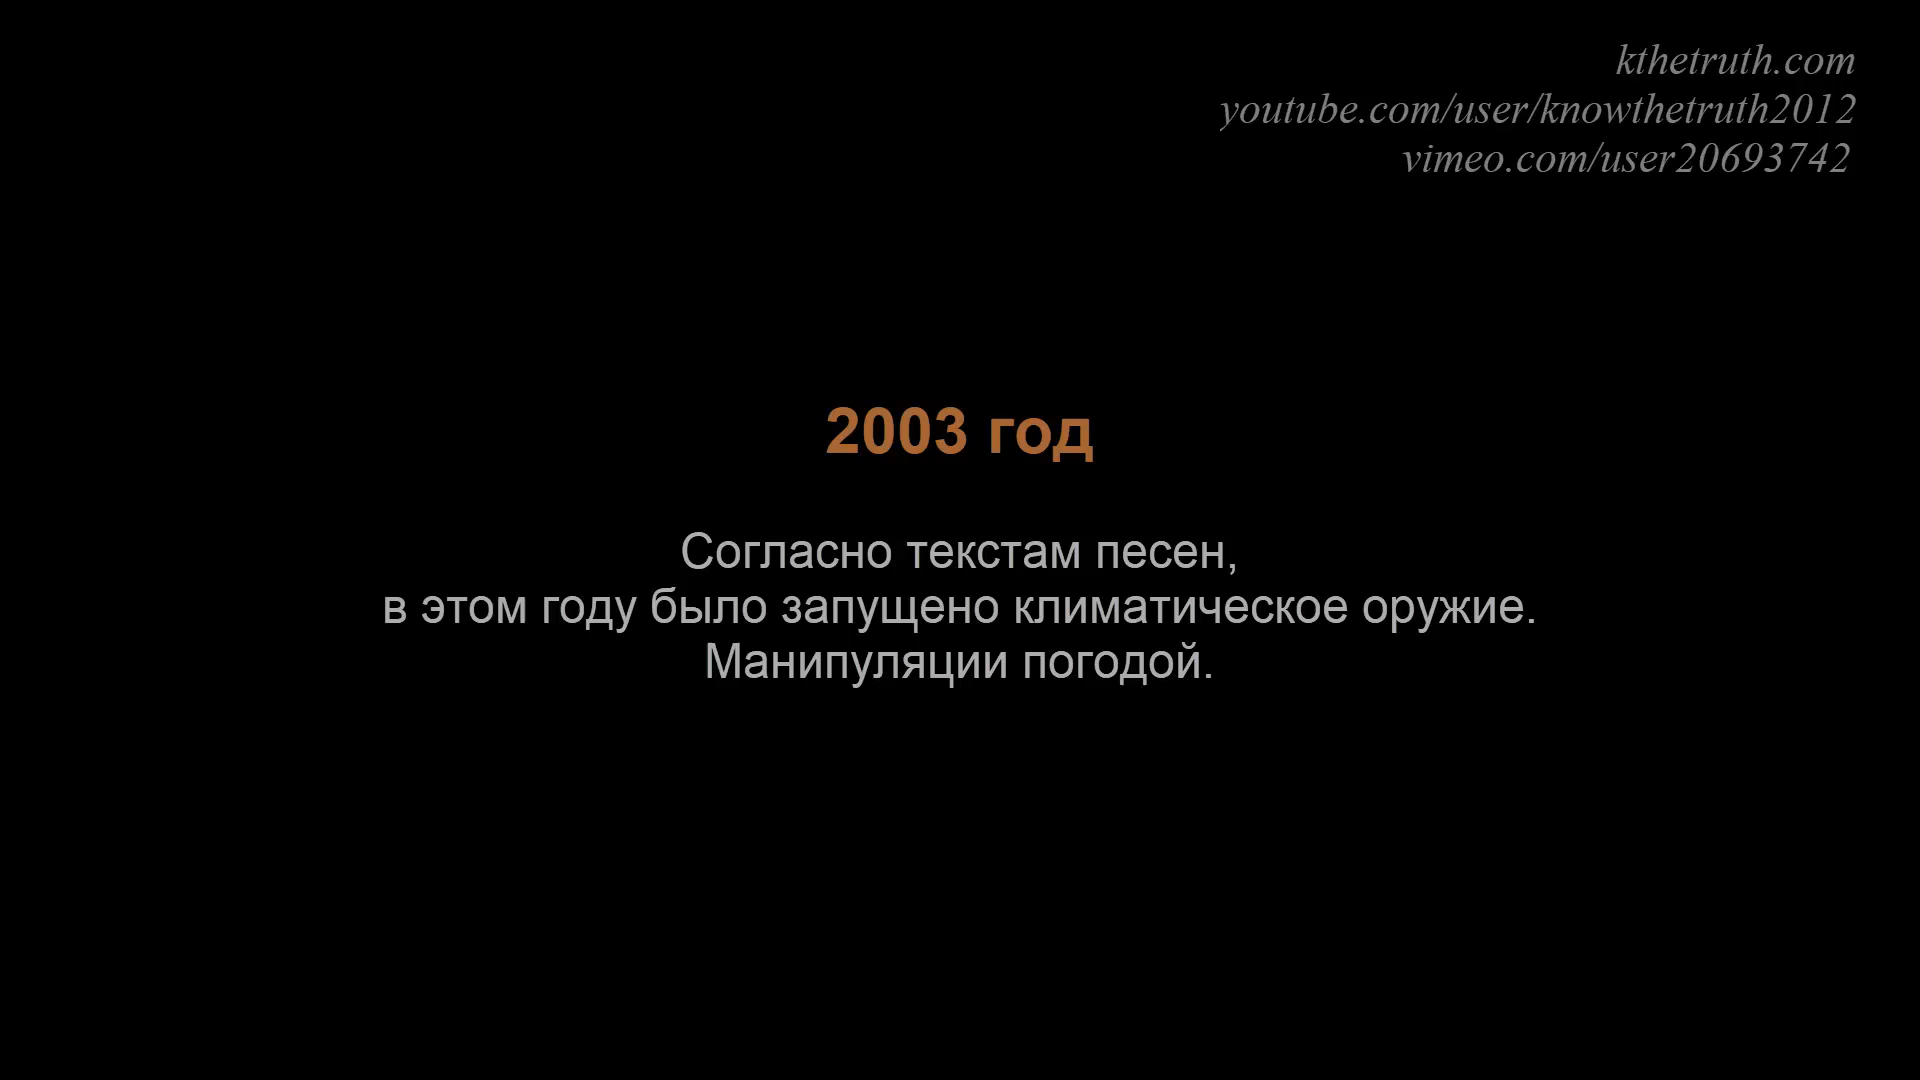 kthetruth.com
youtube.com/user/knowthetruth2012
vimeo.com/user20693742
2003 год
Согласно текстам песен,
в этом году было запущено климатическое оружие.
Манипуляции погодой.